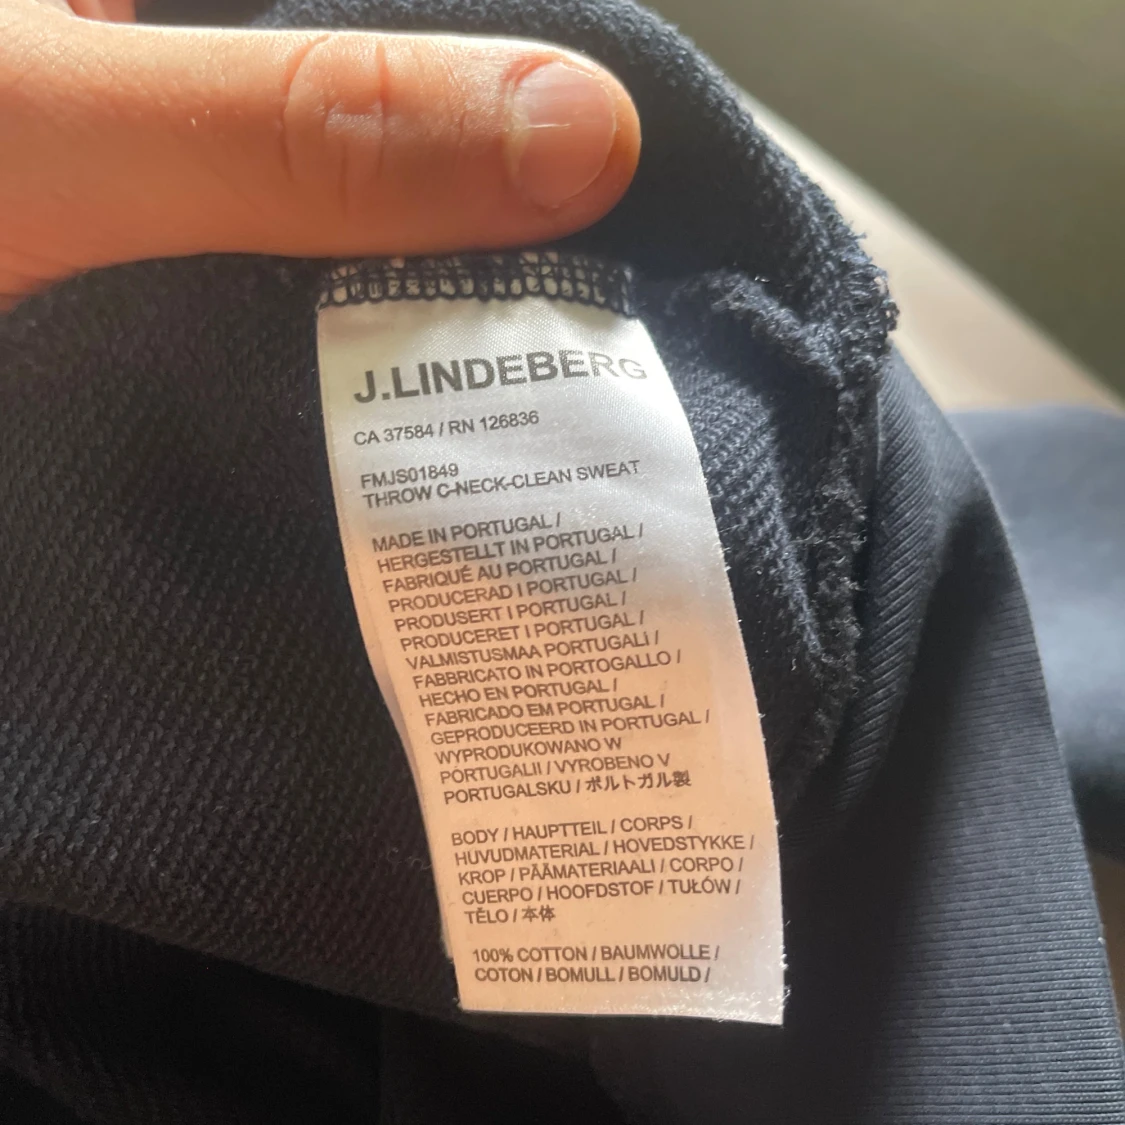 J.LINDEBERG
CA 37584 / RN 126836
FMJS01849
THROW C-NECK-CLEAN SWEAT
MADE IN PORTUGAL /
HERGESTELLT IN PORTUGAL /
FABRIQUÉ AU PORTUGAL /
PRODUCERAD I PORTUGAL /
PRODUSERT I PORTUGAL /
PRODUCERET I PORTUGAL /
VALMISTUSMAA PORTUGALI /
FABBRICATO IN PORTOGALLO /
HECHO EN PORTUGAL /
FABRICADO EM PORTUGAL /
GEPRODUCEERD IN PORTUGAL /
WYPRODUKOWANO W
PORTUGALII / VYROBENO V
PORTUGALSKU / ポルトガル製
BODY / HAUPTTEIL / CORPS /
HUVUDMATERIAL / HOVEDSTYKKE /
KROP / PÄÄMATERIAALI / CORPO /
CUERPO / HOOFDSTOF / TUŁÓW /
TĚLO / 本体
100% COTTON / BAUMWOLLE /
COTON / BOMULL / BOMULD /